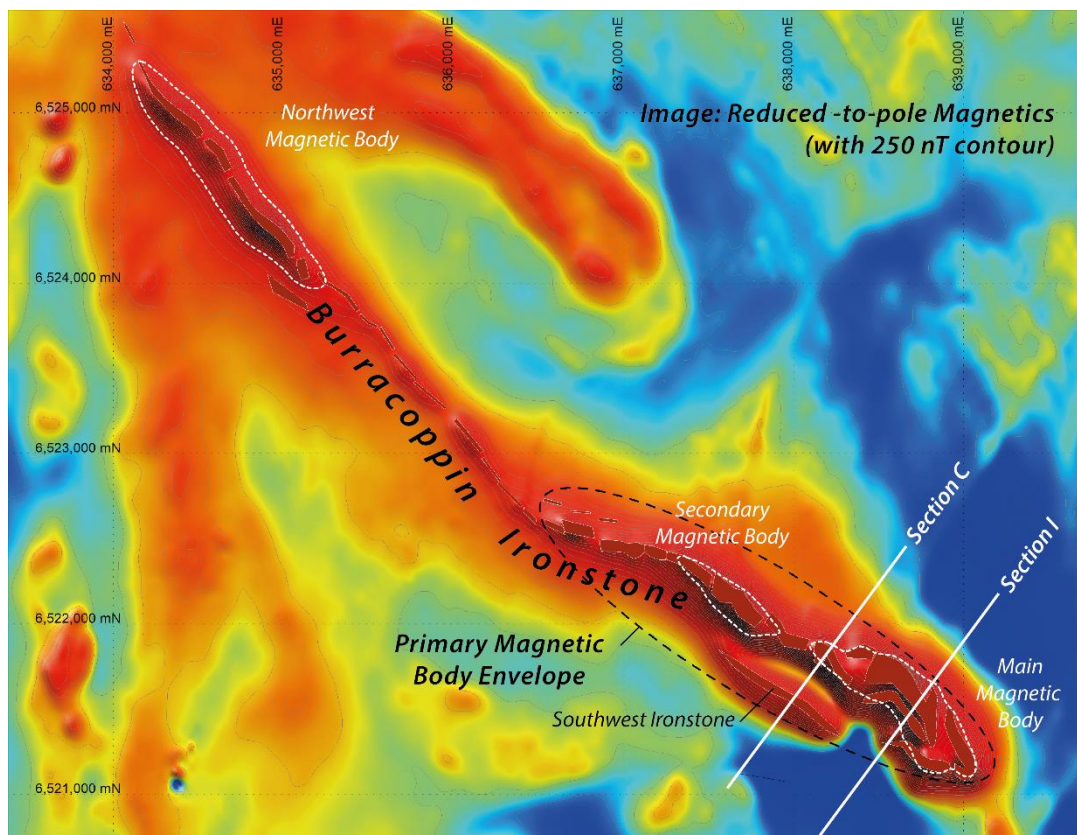 634,000 mE
635,000 mE
636,000 mE
637,000 mE
638,000 mE
639,000 mE
6,525,000 mN
6,524,000 mN
6,523,000 mN
6,522,000 mN
6,521,000 mN
Image: Reduced -to-pole Magnetics
(with 250 nT contour)
Northwest
Magnetic Body
Burracoppin Ironstone
Secondary
Magnetic Body
Section C
Section I
Primary Magnetic
Body Envelope
Southwest Ironstone
Main
Magnetic
Body